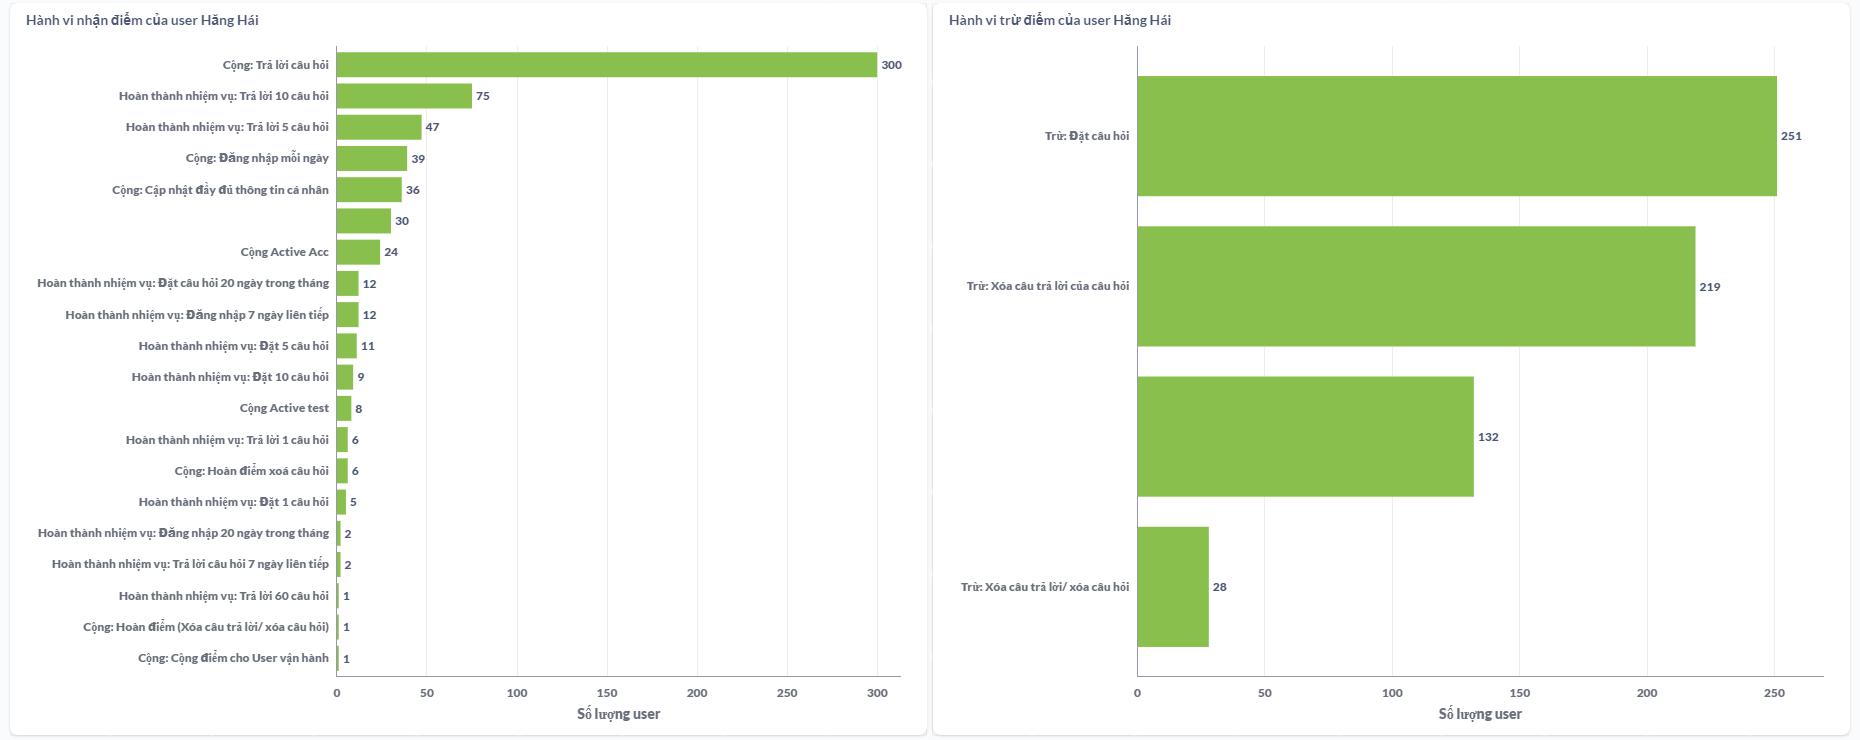 Hành vi nhận điểm của user Hăng Hái
Cộng: Trả lời câu hỏi
300
Hoàn thành nhiệm vụ: Trả lời 10 câu hỏi
75
Hoàn thành nhiệm vụ: Trả lời 5 câu hỏi
47
Cộng: Đăng nhập mỗi ngày
39
Cộng: Cập nhật đầy đủ thông tin cá nhân
36
30
Cộng Active Acc
24
Hoàn thành nhiệm vụ: Đặt câu hỏi 20 ngày trong tháng
12
Hoàn thành nhiệm vụ: Đăng nhập 7 ngày liên tiếp
12
Hoàn thành nhiệm vụ: Đặt 5 câu hỏi
11
Hoàn thành nhiệm vụ: Đặt 10 câu hỏi
9
Cộng Active test
8
Hoàn thành nhiệm vụ: Trả lời 1 câu hỏi
6
Cộng: Hoàn điểm xoá câu hỏi
6
Hoàn thành nhiệm vụ: Đặt 1 câu hỏi
5
Hoàn thành nhiệm vụ: Đăng nhập 20 ngày trong tháng
2
Hoàn thành nhiệm vụ: Trả lời câu hỏi 7 ngày liên tiếp
2
Hoàn thành nhiệm vụ: Trả lời 60 câu hỏi
1
Cộng: Hoàn điểm (Xóa câu trả lời/ xóa câu hỏi)
1
Cộng: Cộng điểm cho User vận hành
1
0 50 100 150 200 250 300
Số lượng user
Hành vi trừ điểm của user Hăng Hái
Trừ: Đặt câu hỏi
251
Trừ: Xóa câu trả lời của câu hỏi
219
132
Trừ: Xóa câu trả lời/ xóa câu hỏi
28
0 50 100 150 200 250
Số lượng user